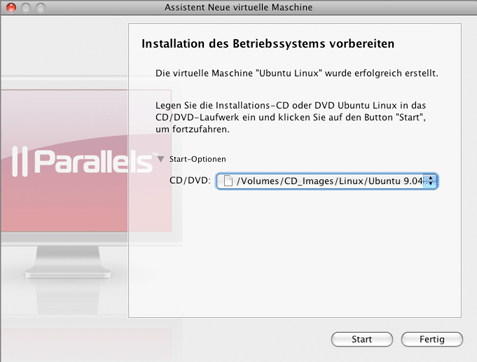 Assistent Neue virtuelle Maschine
Installation des Betriebssystems vorbereiten
Die virtuelle Maschine "Ubuntu Linux" wurde erfolgreich erstellt.
Legen Sie die Installations-CD oder DVD Ubuntu Linux in das
CD/DVD-Laufwerk ein und klicken Sie auf den Button "Start",
um fortzufahren.
Parallels™
Start-Optionen
CD/DVD: /Volumes/CD_Images/Linux/Ubuntu 9.04
Start Fertig